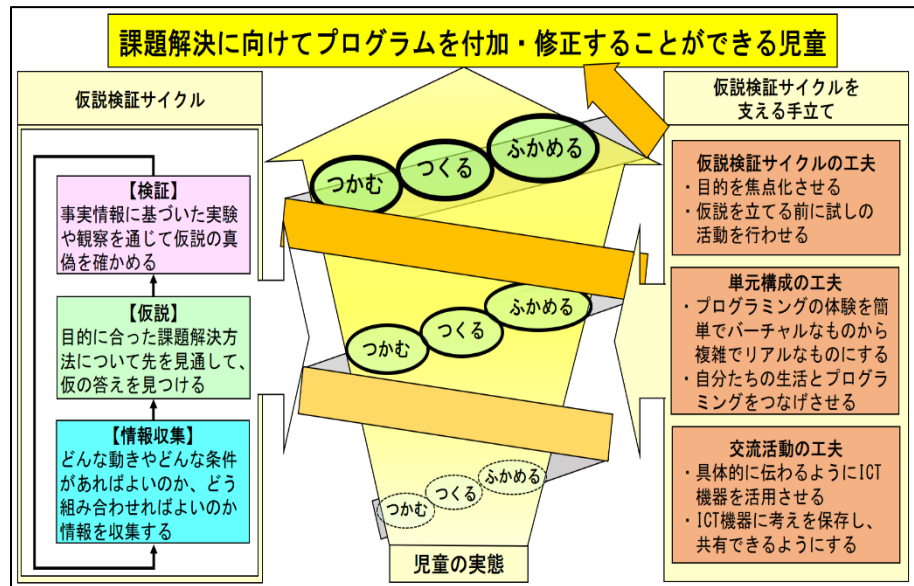 課題解決に向けてプログラムを付加・修正することができる児童
仮説検証サイクル
【検証】
事実情報に基づいた実験
や観察を通じて仮説の真
偽を確かめる
【仮説】
目的に合った課題解決方
法について先を見通して、
仮の答えを見つける
【情報収集】
どんな動きやどんな条件
があればよいのか、どう
組み合わせればよいのか
情報を収集する
つかむ
つくる
ふかめる
つかむ
つくる
ふかめる
つかむ
つくる
ふかめる
児童の実態
仮説検証サイクルを
支える手立て
仮説検証サイクルの工夫
・目的を焦点化させる
・仮説を立てる前に試しの
活動を行わせる
単元構成の工夫
・プログラミングの体験を簡
単でバーチャルなものから
複雑でリアルなものにする
・自分たちの生活とプログラ
ミングをつなげさせる
交流活動の工夫
・具体的に伝わるようにICT
機器を活用させる
・ICT機器に考えを保存し、
共有できるようにする